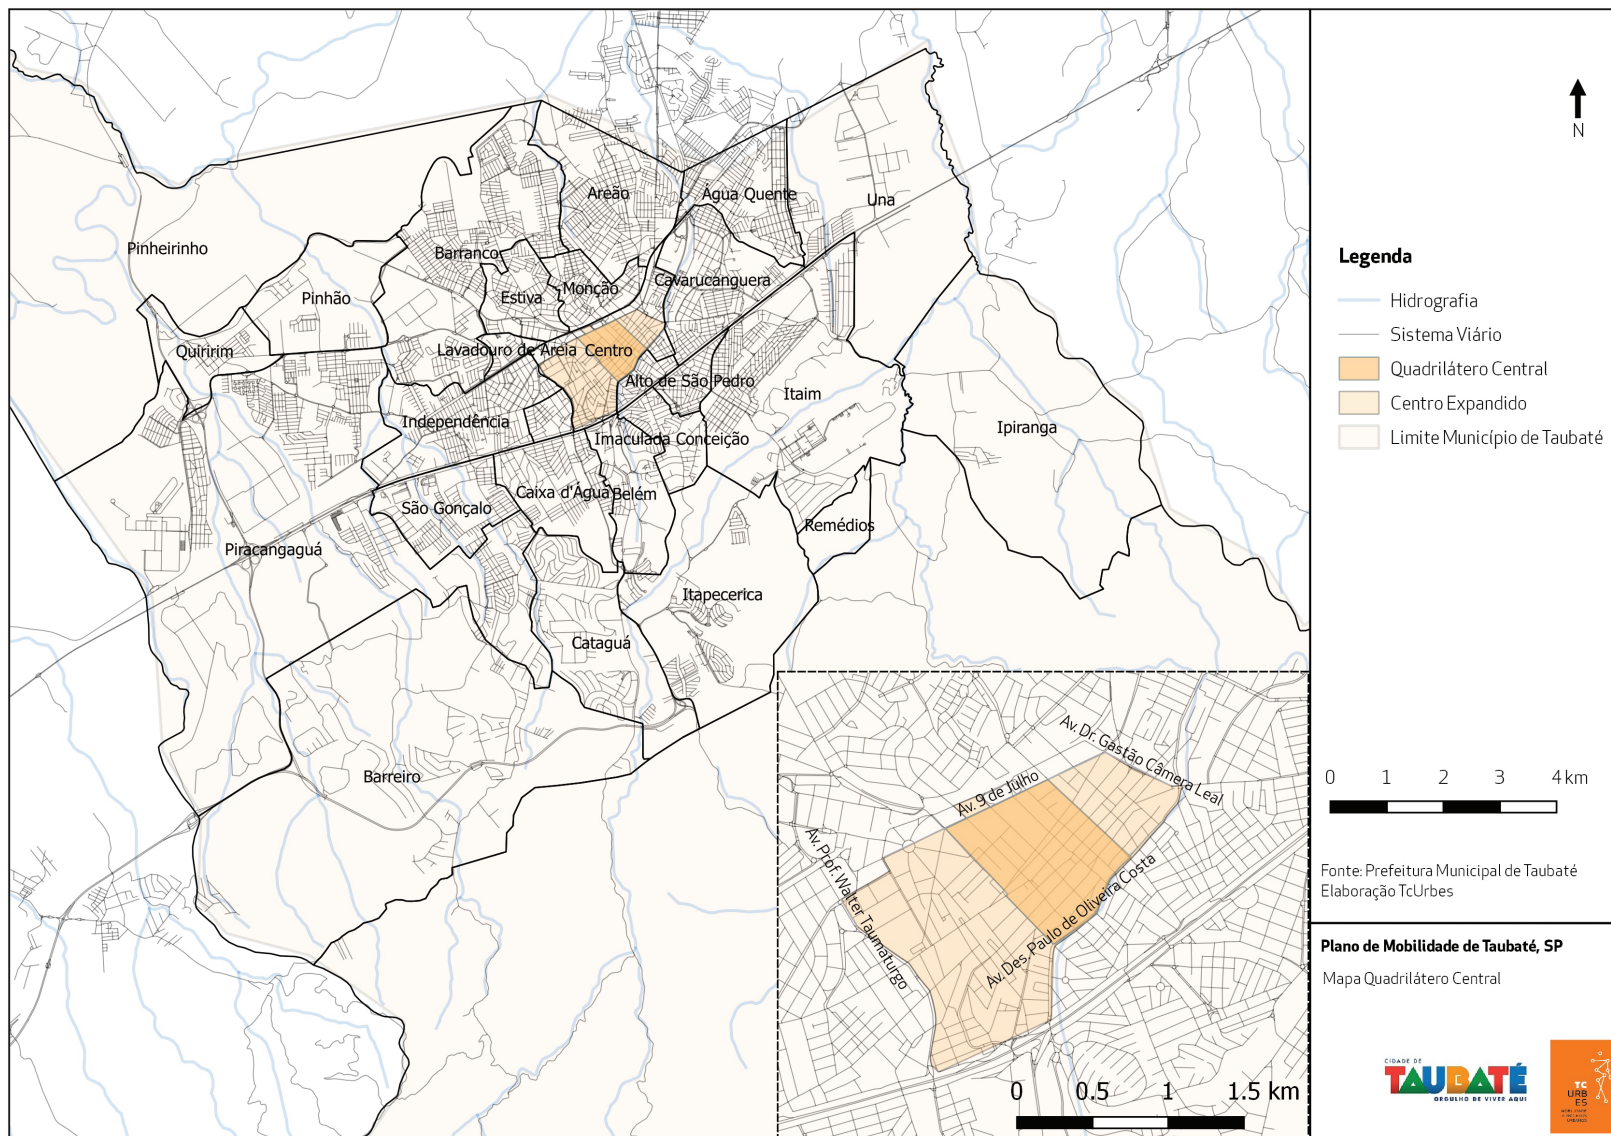 Areão
Água Quente
Una
Pinheirinho
Barranco
Cavarucanguera
Monção
Estiva
Pinhão
Quiririm
Lavadouro de Areia
Centro
Alto de São Pedro
Itaim
Independência
Imaculada Conceição
Ipiranga
Caixa d'Água
Belém
São Gonçalo
Remédios
Piracangaguá
Itapecerica
Cataguá
Barreiro
Av. Dr. Gastão Câmera Leal
Av. 9 de Julho
Av. Prof. Walter Taumaturgo
Av. Des. Paulo de Oliveira Costa
0 0.5 1 1.5 km
N
Legenda
Hidrografia
Sistema Viário
Quadrilátero Central
Centro Expandido
Limite Município de Taubaté
0 1 2 3 4 km
Fonte: Prefeitura Municipal de Taubaté
Elaboração TcUrbes
Plano de Mobilidade de Taubaté, SP
Mapa Quadrilátero Central
CIDADE DE
TAUBATÉ
ORGULHO DE VIVER AQUI
TC
URB
ES